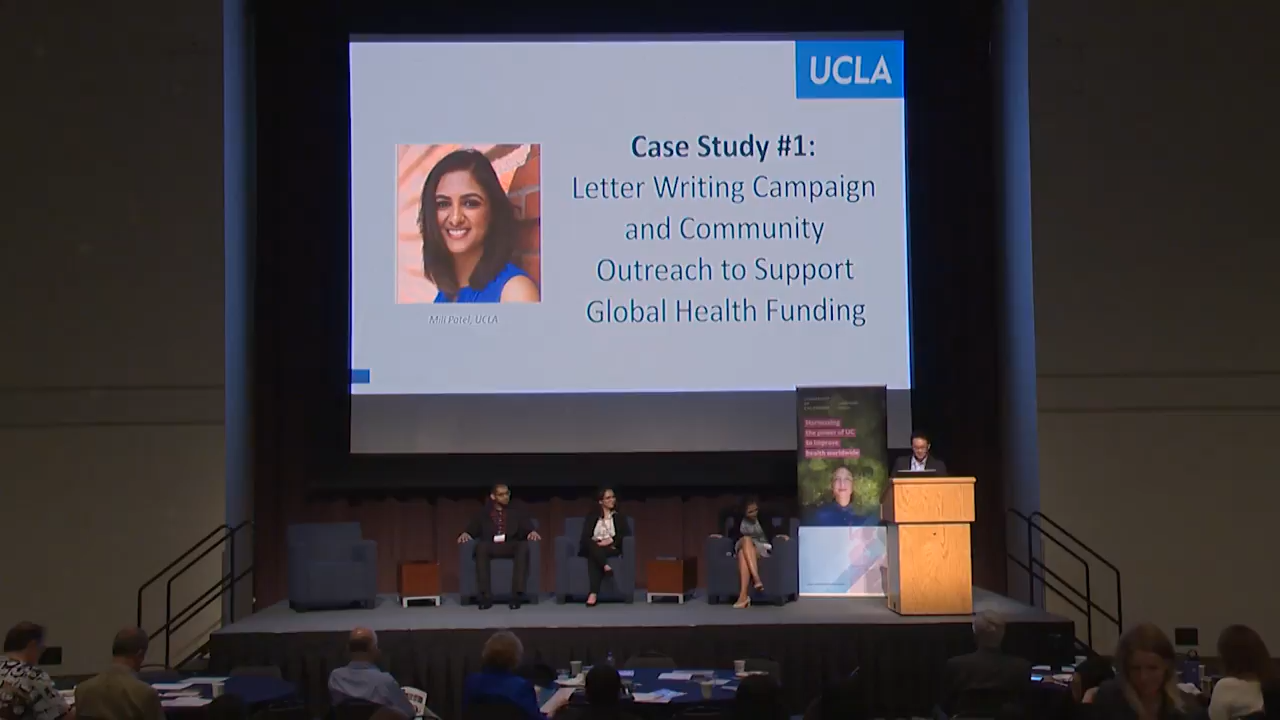 UCLA
Case Study #1:
Letter Writing Campaign
and Community
Outreach to Support
Global Health Funding
Mili Patel, UCLA
Harnessing
the power of UC
to improve
health worldwide